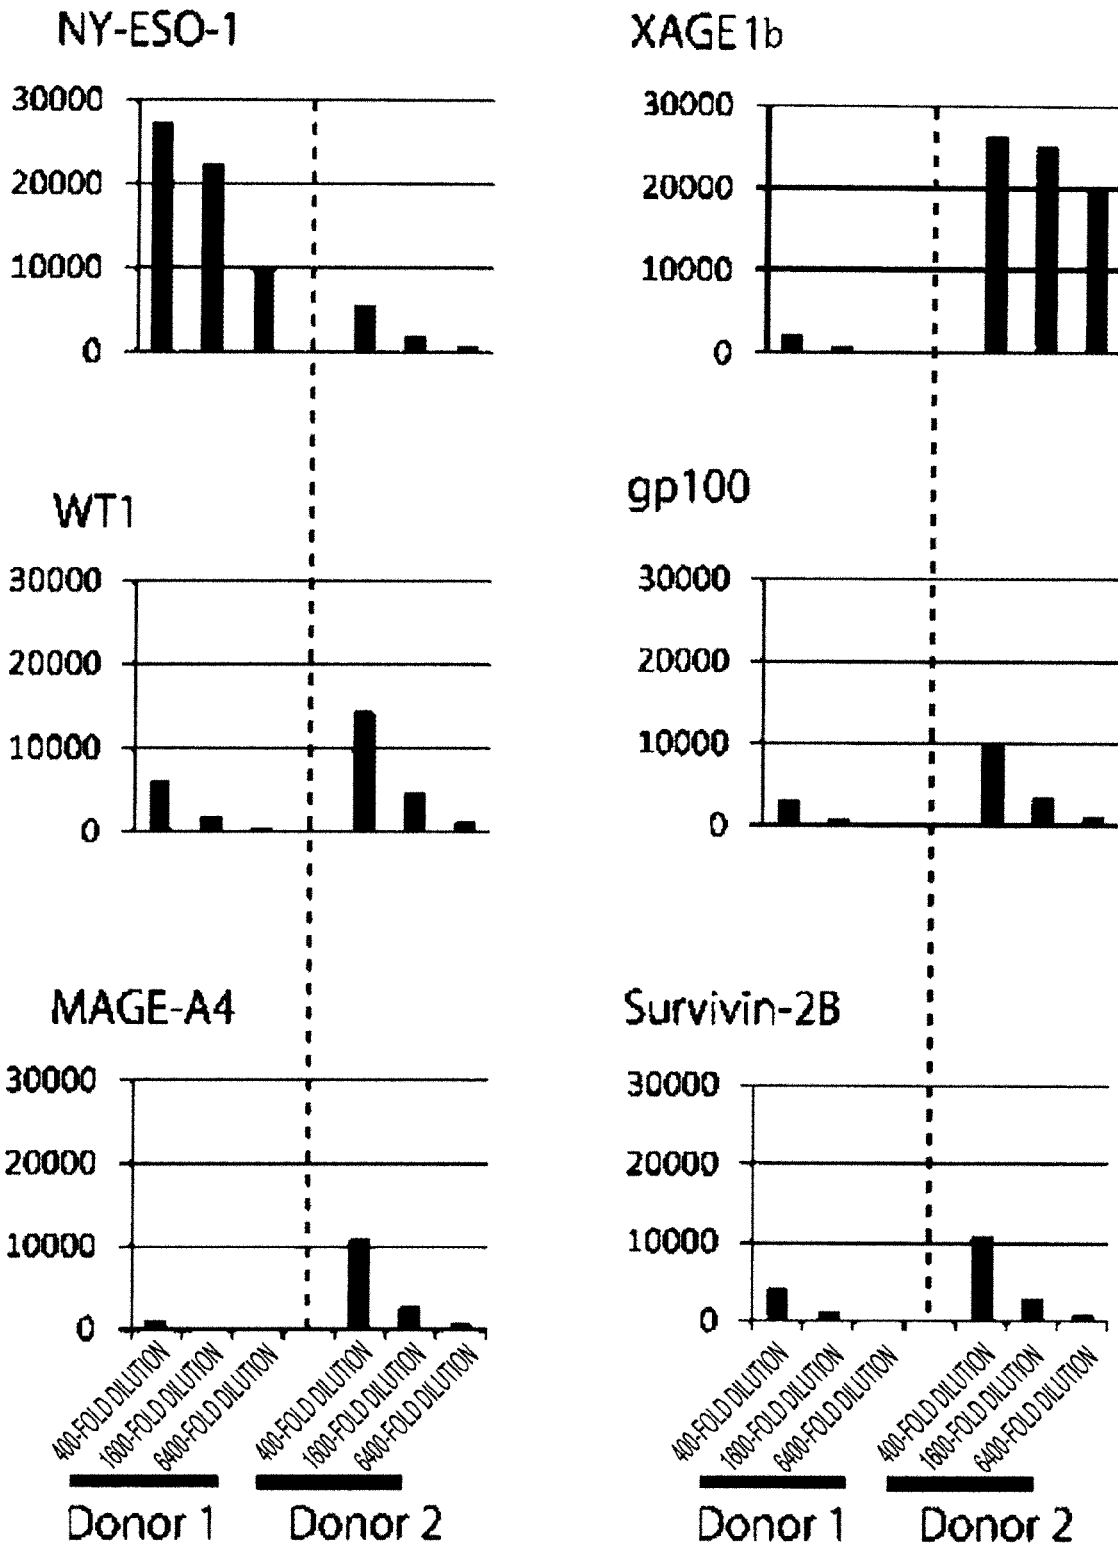 NY-ESO-1
30000
20000
10000
0
XAGE1b
30000
20000
10000
0
WT1
30000
20000
10000
0
gp100
30000
20000
10000
0
MAGE-A4
30000
20000
10000
0
400-FOLD DILUTION
1600-FOLD DILUTION
6400-FOLD DILUTION
400-FOLD DILUTION
1600-FOLD DILUTION
6400-FOLD DILUTION
Donor 1 Donor 2
Survivin-2B
30000
20000
10000
0
400-FOLD DILUTION
1600-FOLD DILUTION
6400-FOLD DILUTION
400-FOLD DILUTION
1600-FOLD DILUTION
6400-FOLD DILUTION
Donor 1 Donor 2